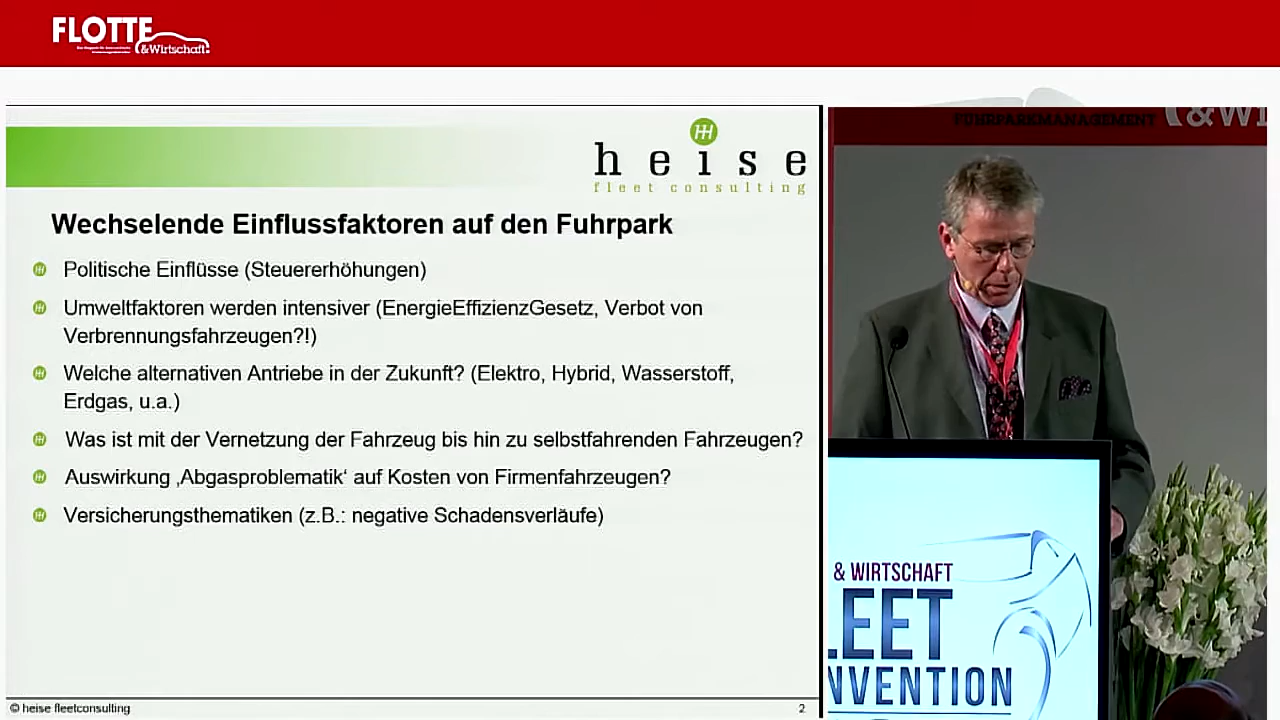 FLOTTE
&Wirtschaft
heise
fleet consulting
Wechselende Einflussfaktoren auf den Fuhrpark
Politische Einflüsse (Steuererhöhungen)
Umweltfaktoren werden intensiver (EnergieEffizienzGesetz, Verbot von
Verbrennungsfahrzeugen?!)
Welche alternativen Antriebe in der Zukunft? (Elektro, Hybrid, Wasserstoff,
Erdgas, u.a.)
Was ist mit der Vernetzung der Fahrzeug bis hin zu selbstfahrenden Fahrzeugen?
Auswirkung ‚Abgasproblematik‘ auf Kosten von Firmenfahrzeugen?
Versicherungsthematiken (z.B.: negative Schadensverläufe)
© heise fleetconsulting
2
FUHRPARKMANAGEMENT
&WI
& WIRTSCHAFT
LEET
NVENTION